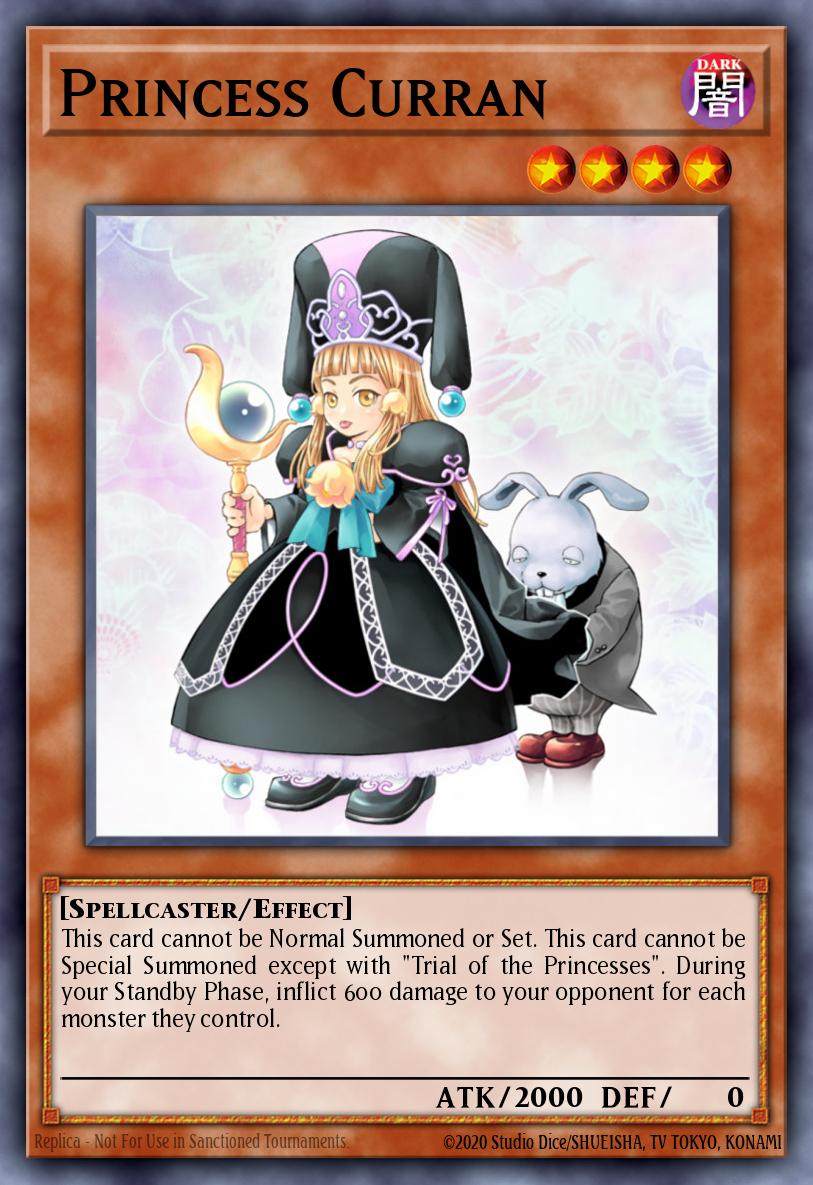 Princess Curran
DARK
闇
[Spellcaster/Effect]
This card cannot be Normal Summoned or Set. This card cannot be
Special Summoned except with "Trial of the Princesses". During
your Standby Phase, inflict 600 damage to your opponent for each
monster they control.
ATK/2000 DEF/ 0
Replica - Not For Use in Sanctioned Tournaments.
©2020 Studio Dice/SHUEISHA, TV TOKYO, KONAMI